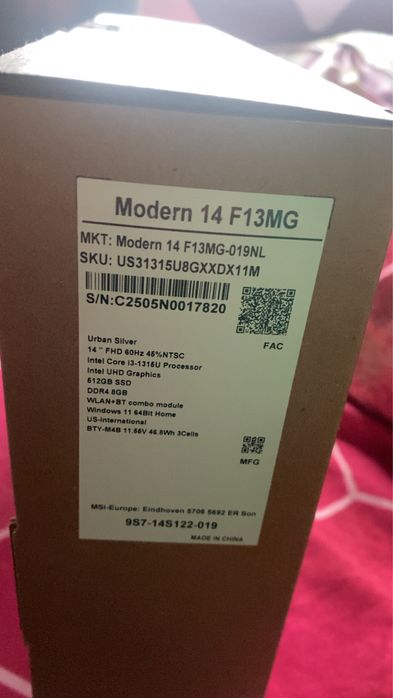 Modern 14 F13MG
MKT: Modern 14 F13MG-019NL
SKU: US31315U8GXXDX11M
S/N:C2505N0017820
FAC
Urban Silver
14 " FHD 60Hz 45%NTSC
Intel Core i3-1315U Processor
Intel UHD Graphics
512GB SSD
DDR4 8GB
WLAN+BT combo module
Windows 11 64Bit Home
US-International
BTY-M4B 11.55V 46.8Wh 3Cells
MFG
MSI-Europe: Eindhoven 5706 5692 ER Son
9S7-14S122-019
MADE IN CHINA